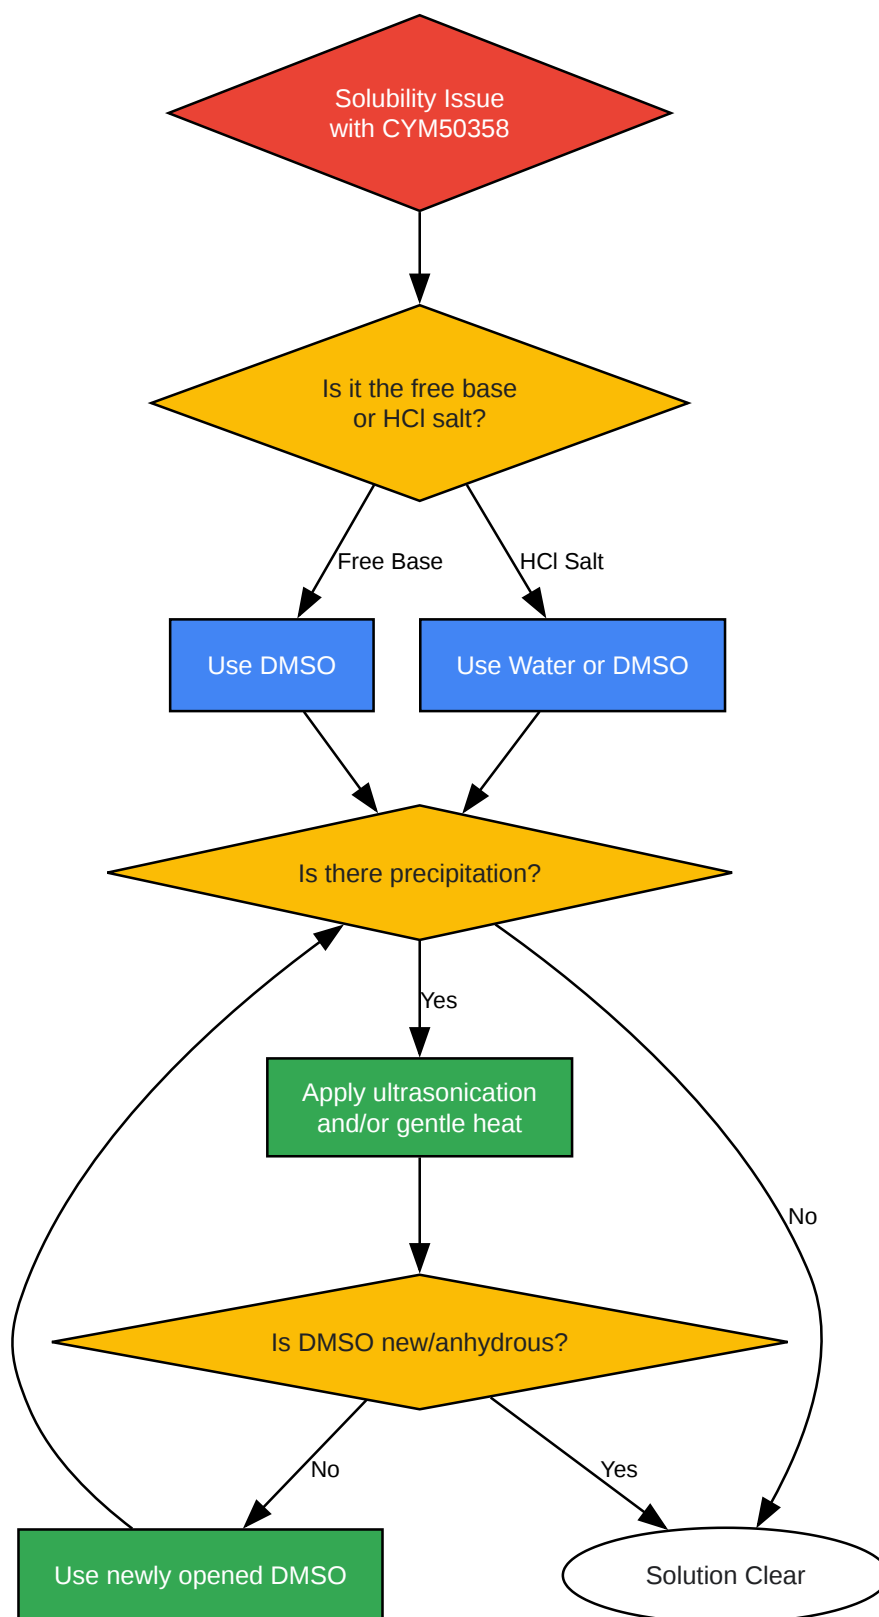 Solubility Issue
with CYM50358
Is it the free base
or HCl salt?
Free Base
HCl Salt
Use DMSO
Use Water or DMSO
Is there precipitation?
Yes
Apply ultrasonication
and/or gentle heat
No
Is DMSO new/anhydrous?
No
Yes
Use newly opened DMSO
Solution Clear